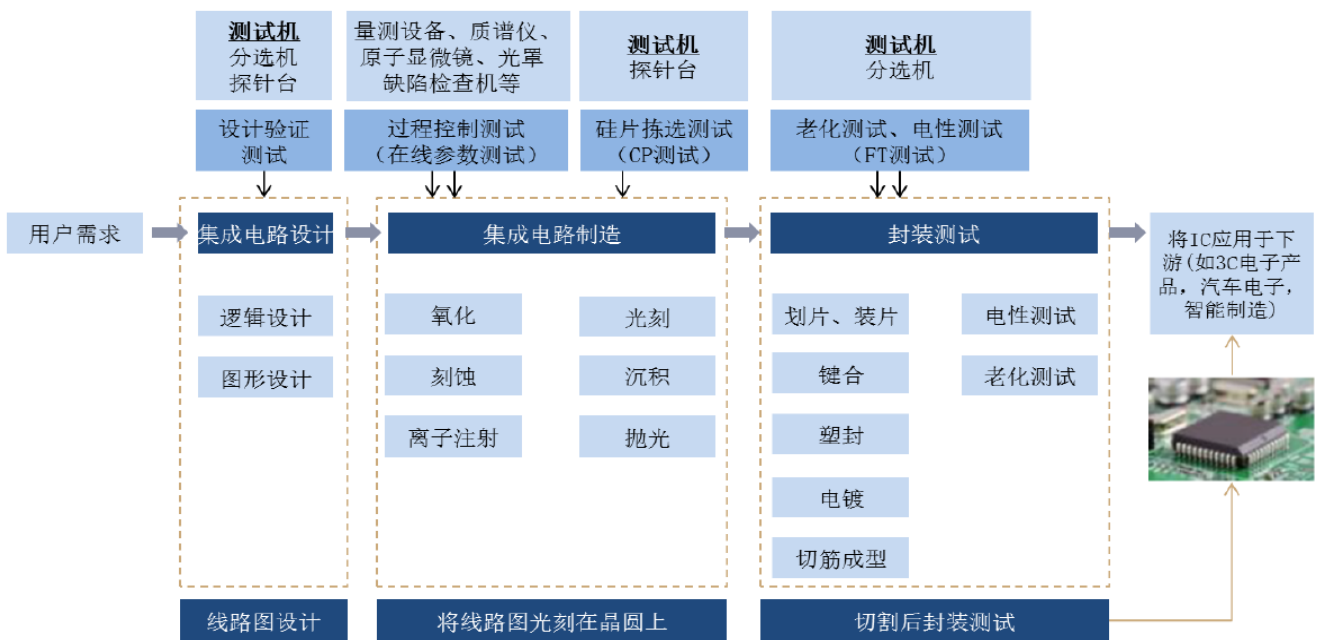 测试机
分选机
探针台
量测设备、质谱仪、
原子显微镜、光罩
缺陷检查机等
测试机
探针台
测试机
分选机
设计验证
测试
过程控制测试
（在线参数测试）
硅片拣选测试
（CP测试）
老化测试、电性测试
（FT测试）
用户需求
集成电路设计
集成电路制造
封装测试
将IC应用于下
游(如3C电子产
品，汽车电子，
智能制造)
逻辑设计
图形设计
氧化
光刻
刻蚀
沉积
离子注射
抛光
划片、装片
电性测试
键合
老化测试
塑封
电镀
切筋成型
线路图设计
将线路图光刻在晶圆上
切割后封装测试